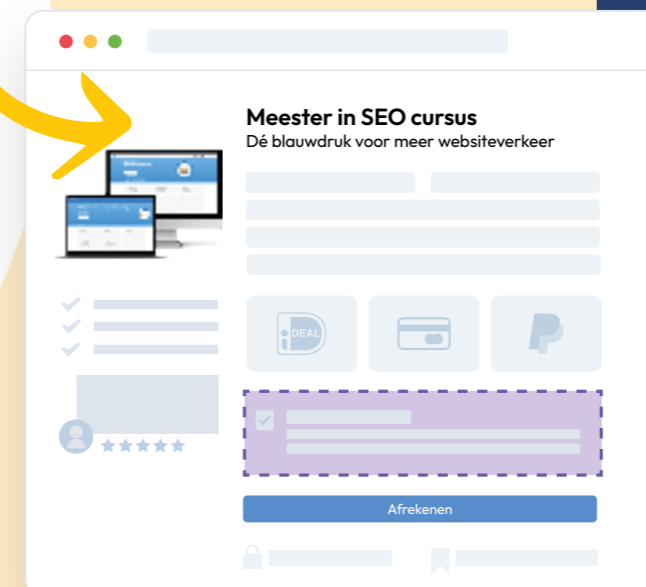 Meester in SEO cursus
Dé blauwdruk voor meer websiteverkeer
iDEAL
Afrekenen